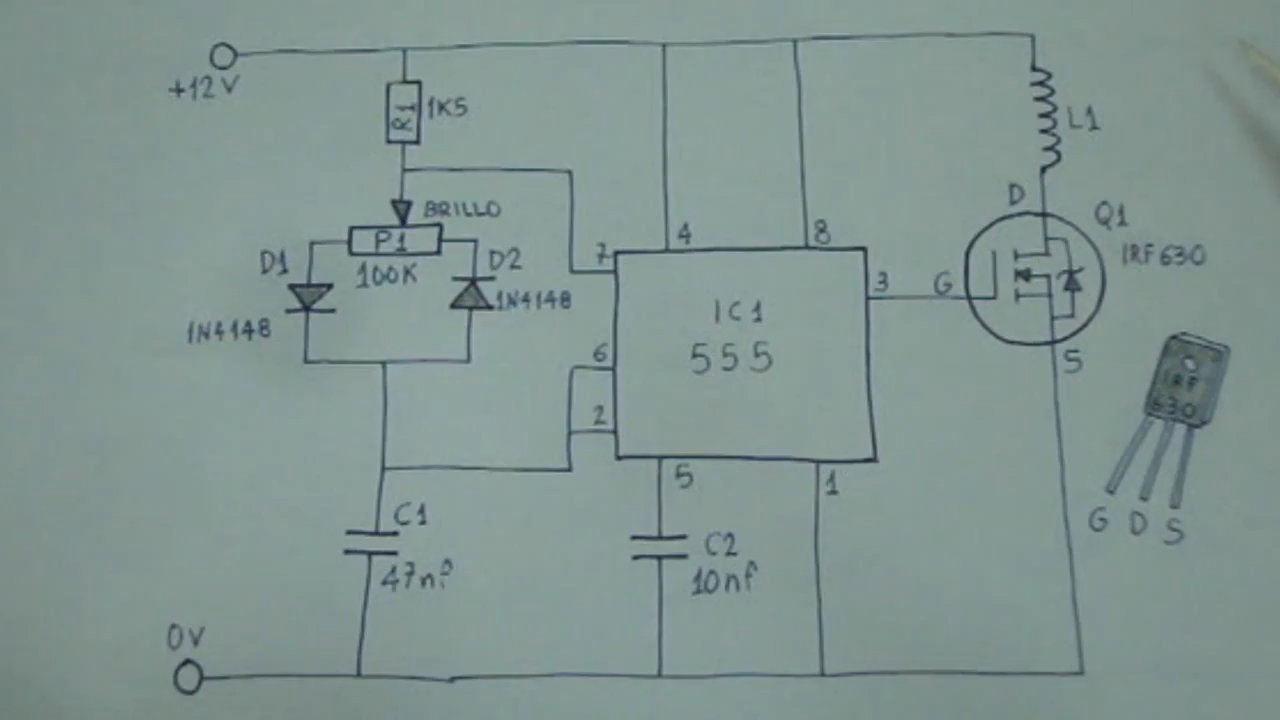 +12V
R1
1K5
BRILLO
P1
100K
D1
1N4148
D2
1N4148
7
4
8
3
6
2
5
1
IC1
555
L1
D
G
S
Q1
IRF630
IRF
630
G D S
C1
47nf
C2
10nf
0V